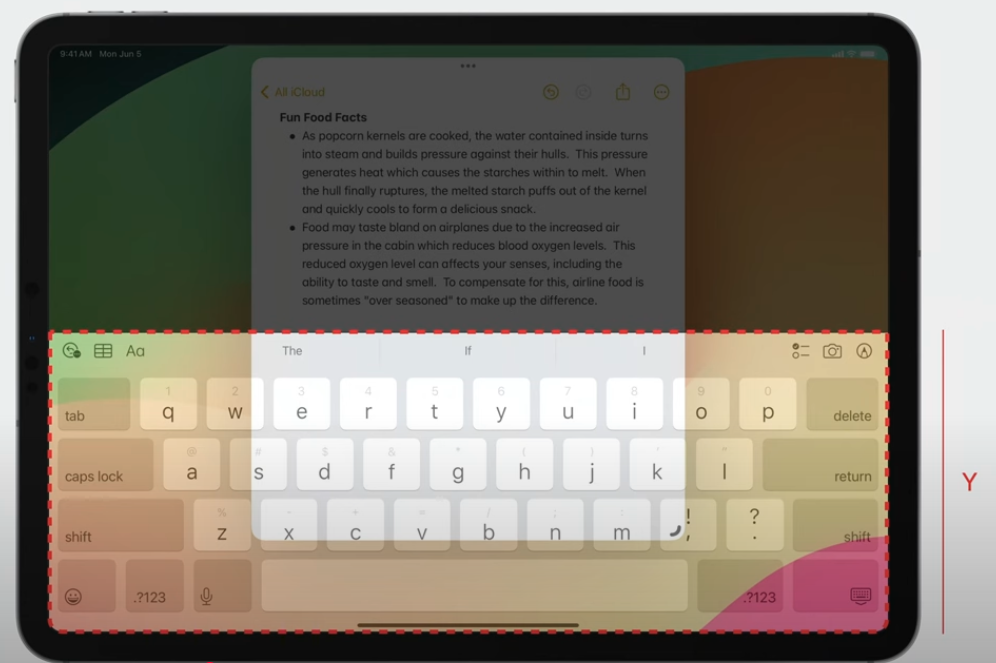 9:41 AM Mon Jun 5
All iCloud
Fun Food Facts
• As popcorn kernels are cooked, the water contained inside turns
into steam and builds pressure against their hulls. This pressure
generates heat which causes the starches within to melt. When
the hull finally ruptures, the melted starch puffs out of the kernel
and quickly cools to form a delicious snack.
• Food may taste bland on airplanes due to the increased air
pressure in the cabin which reduces blood oxygen levels. This
reduced oxygen level can affects your senses, including the
ability to taste and smell. To compensate for this, airline food is
sometimes "over seasoned" to make up the difference.
Aa The If I
1 2 3 4 5 6 7 8 9 0
tab q w e r t y u i o p delete
@ # $ & * ( ) ' "
caps lock a s d f g h j k l return
% - + = / ; : ! ?
shift z x c v b n m , . shift
.?123 .?123
Y